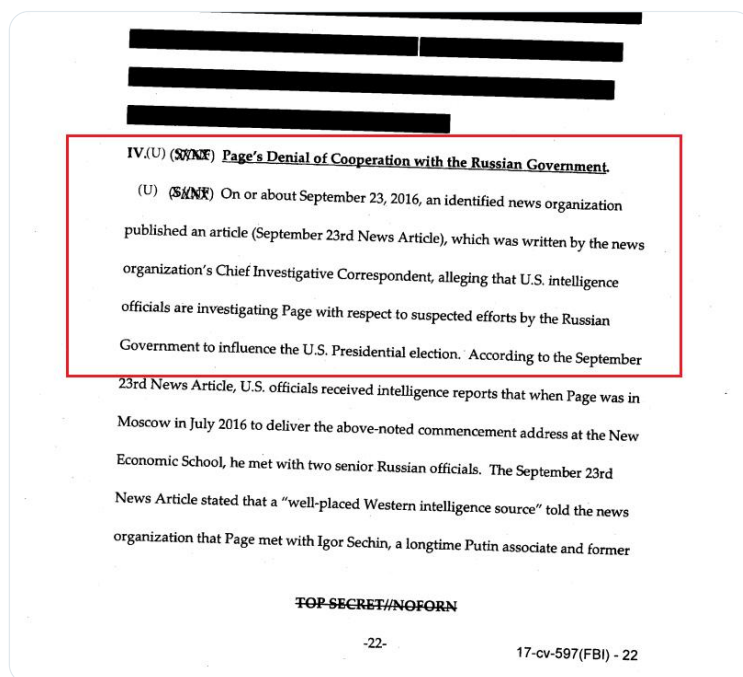 IV.(U) (S//NF) Page's Denial of Cooperation with the Russian Government.
(U) (S//NF) On or about September 23, 2016, an identified news organization
published an article (September 23rd News Article), which was written by the news
organization's Chief Investigative Correspondent, alleging that U.S. intelligence
officials are investigating Page with respect to suspected efforts by the Russian
Government to influence the U.S. Presidential election. According to the September
23rd News Article, U.S. officials received intelligence reports that when Page was in
Moscow in July 2016 to deliver the above-noted commencement address at the New
Economic School, he met with two senior Russian officials. The September 23rd
News Article stated that a “well-placed Western intelligence source” told the news
organization that Page met with Igor Sechin, a longtime Putin associate and former
TOP SECRET//NOFORN
-22-
17-cv-597(FBI) - 22